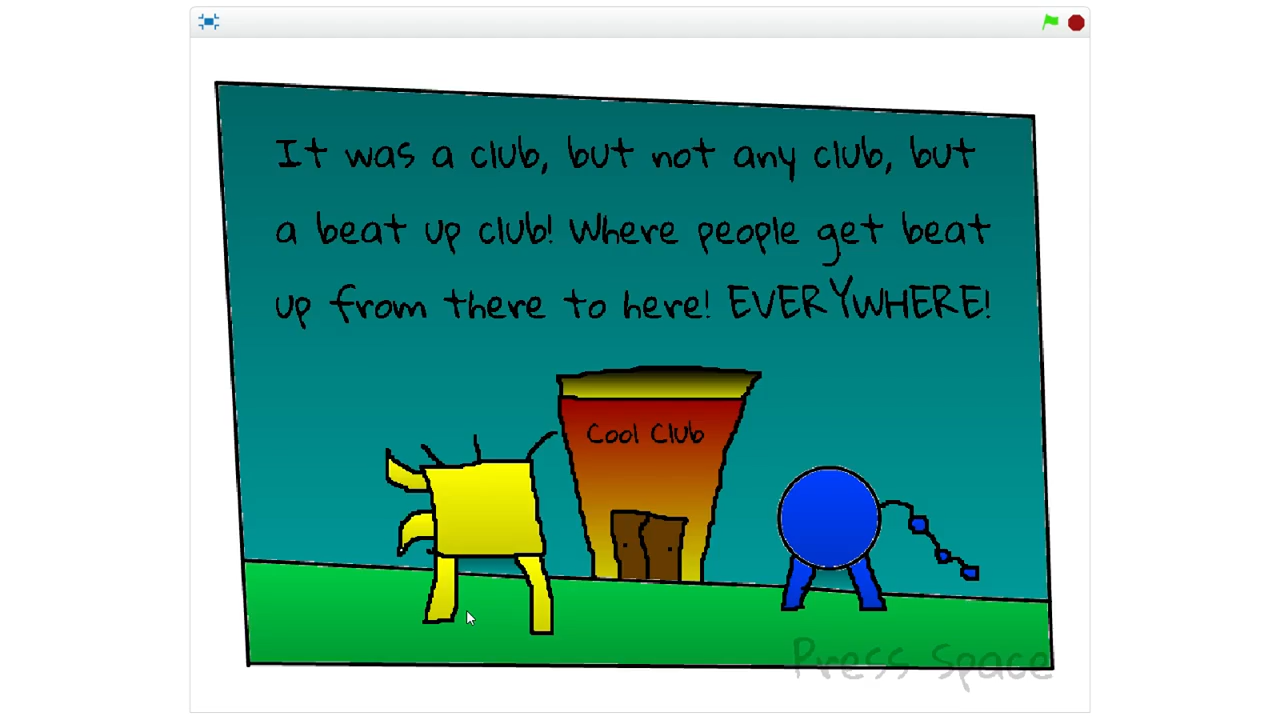 It was a club, but not any club, but
a beat up club! Where people get beat
up from there to here! EVERYWHERE!
Cool Club
Press Space